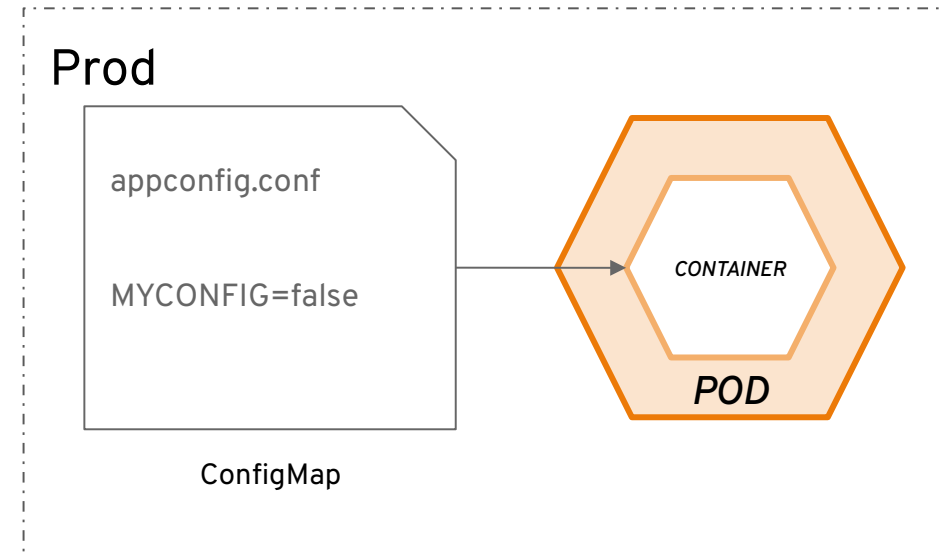 Prod
appconfig.conf
MYCONFIG=false
ConfigMap
CONTAINER
POD